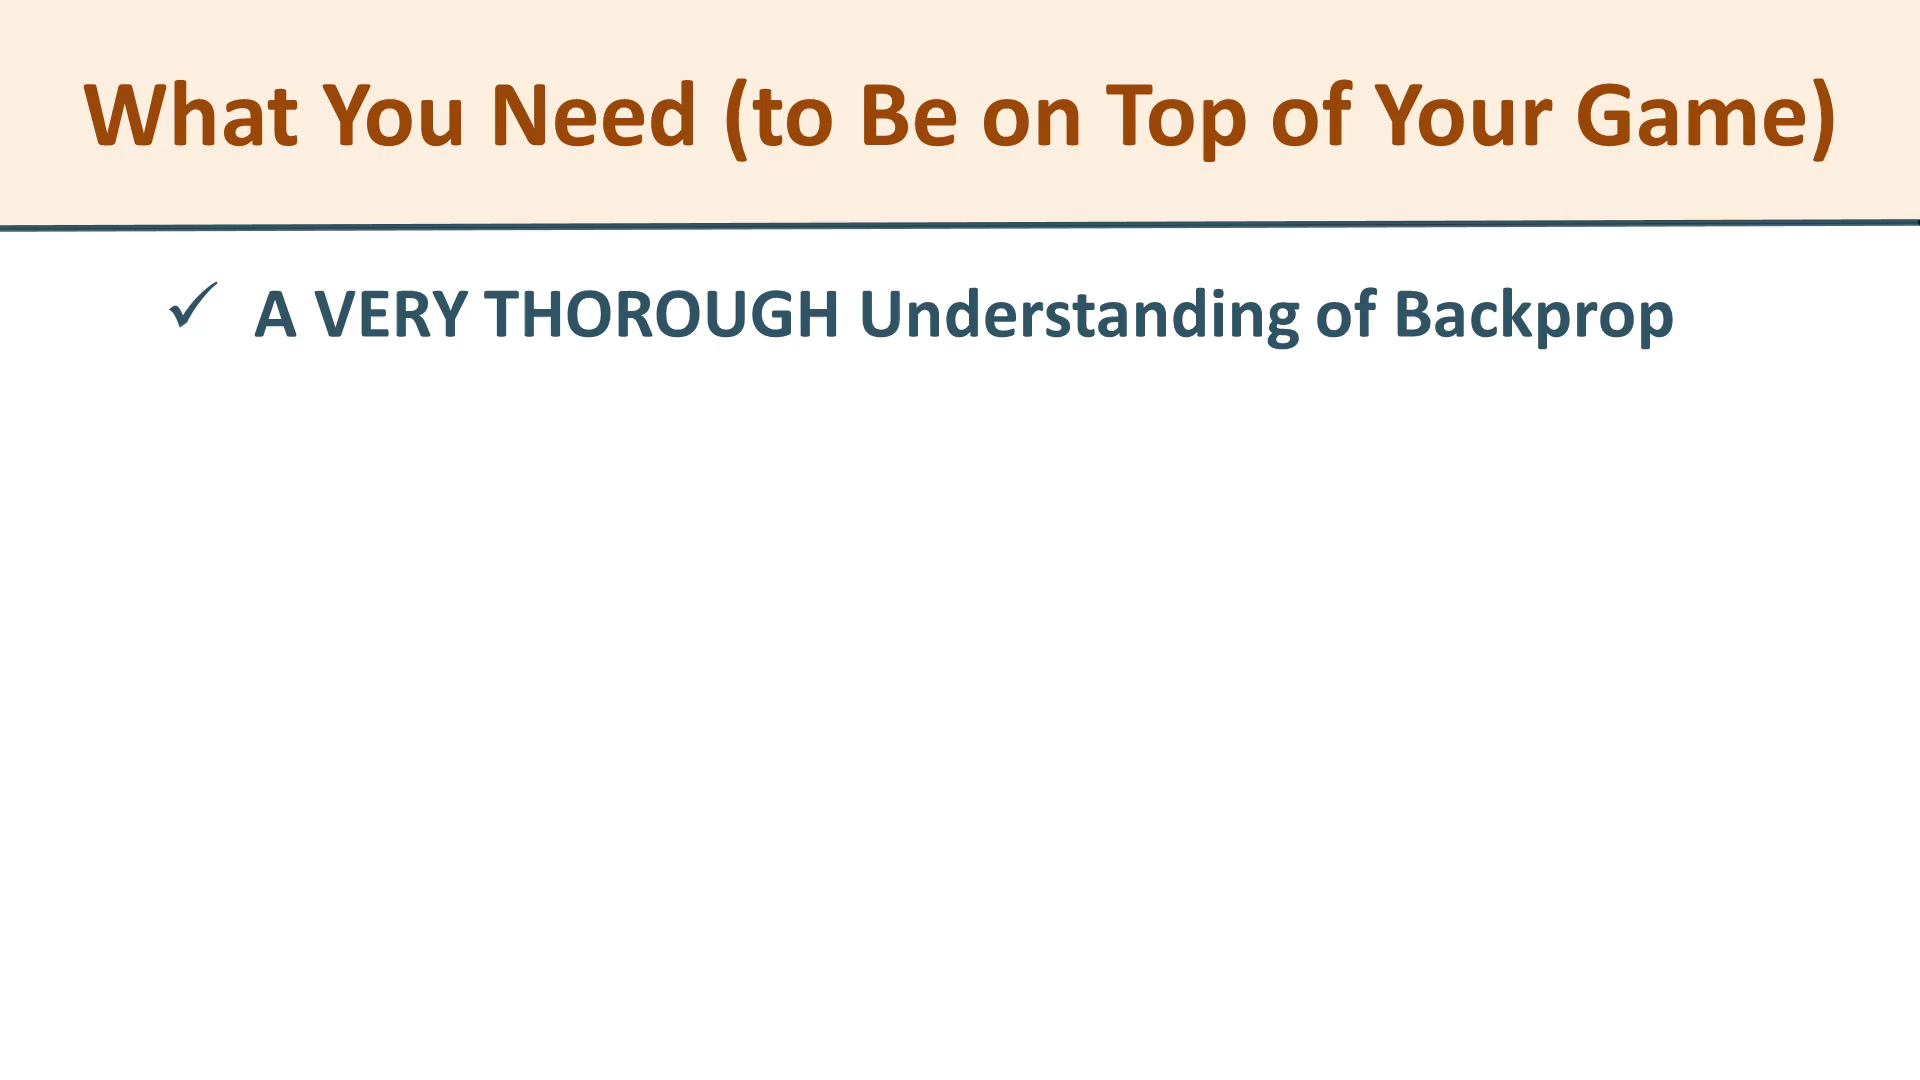 What You Need (to Be on Top of Your Game)
✓ A VERY THOROUGH Understanding of Backprop